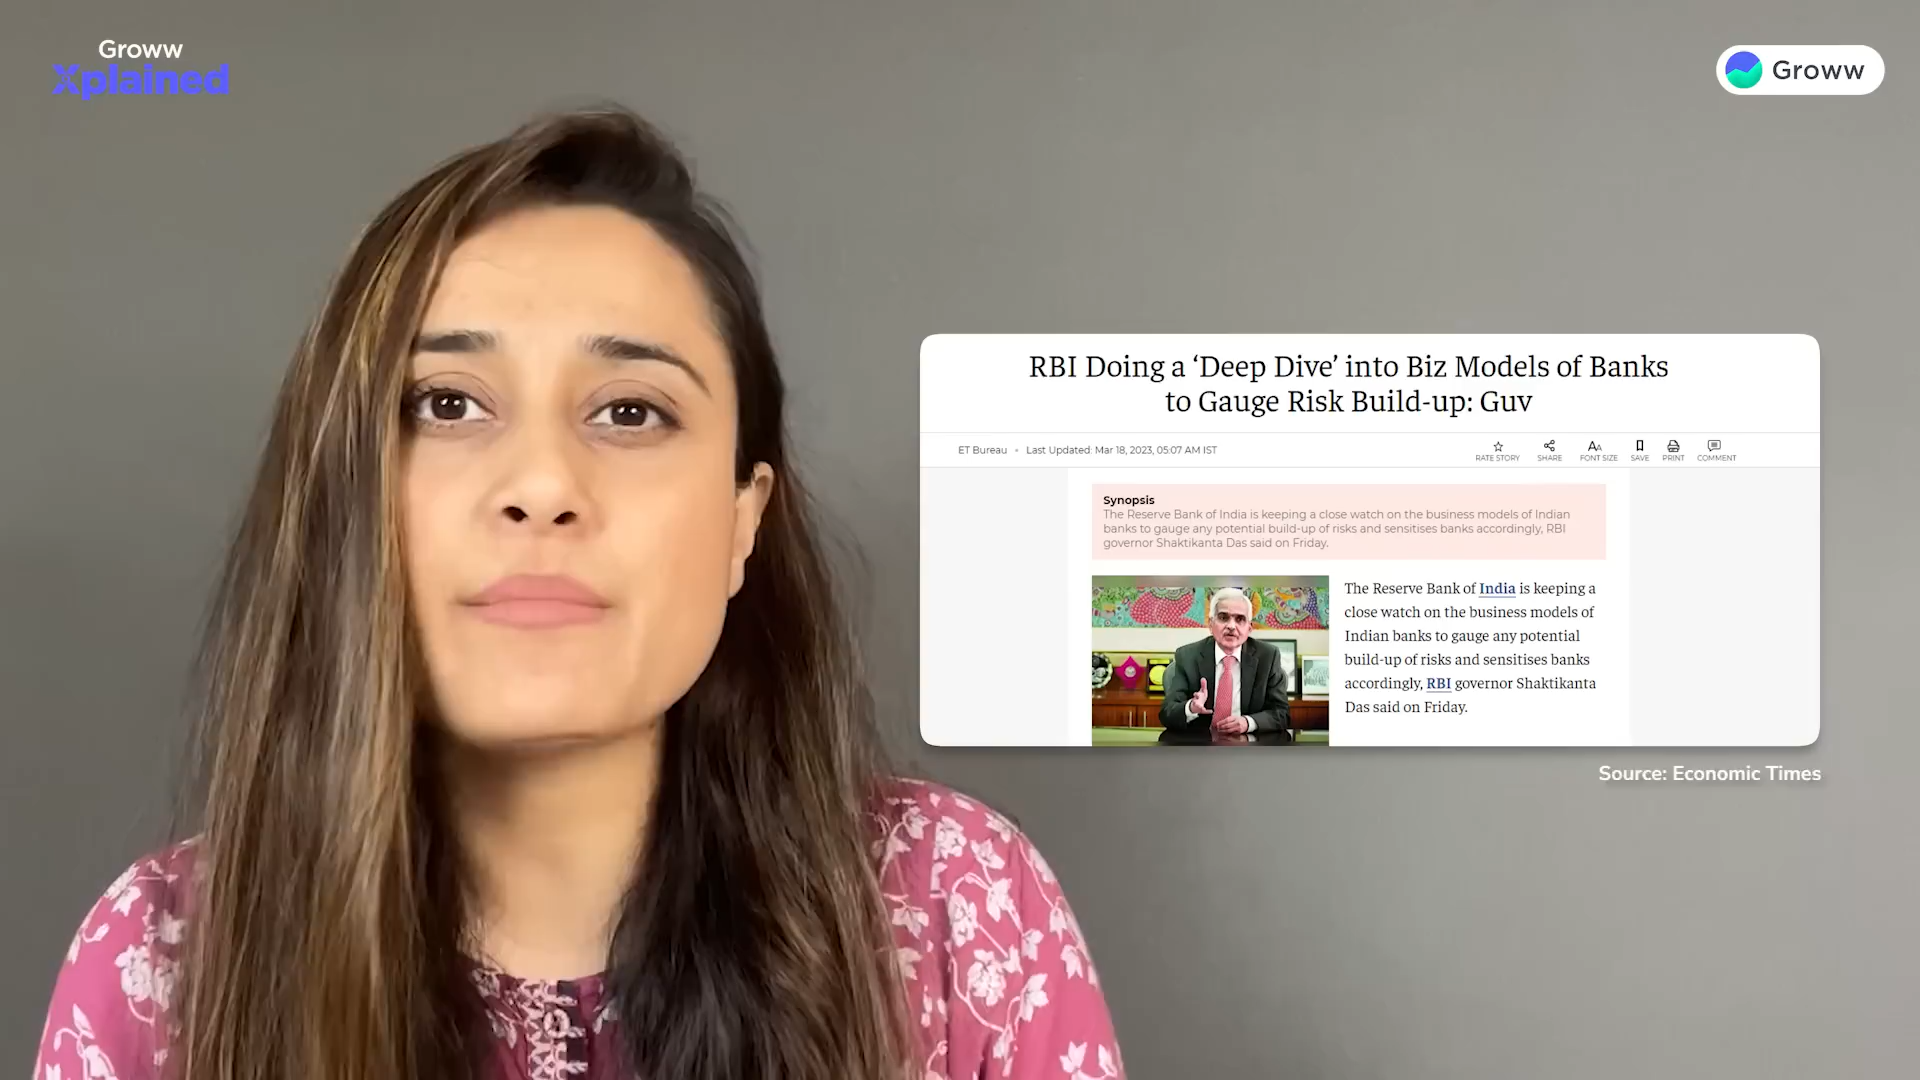 Groww
Xplained
Groww
RBI Doing a ‘Deep Dive’ into Biz Models of Banks
to Gauge Risk Build-up: Guv
ET Bureau • Last Updated: Mar 18, 2023, 05:07 AM IST
RATE STORY SHARE FONT SIZE SAVE PRINT COMMENT
Synopsis
The Reserve Bank of India is keeping a close watch on the business models of Indian
banks to gauge any potential build-up of risks and sensitises banks accordingly, RBI
governor Shaktikanta Das said on Friday.
The Reserve Bank of India is keeping a
close watch on the business models of
Indian banks to gauge any potential
build-up of risks and sensitises banks
accordingly, RBI governor Shaktikanta
Das said on Friday.
Source: Economic Times